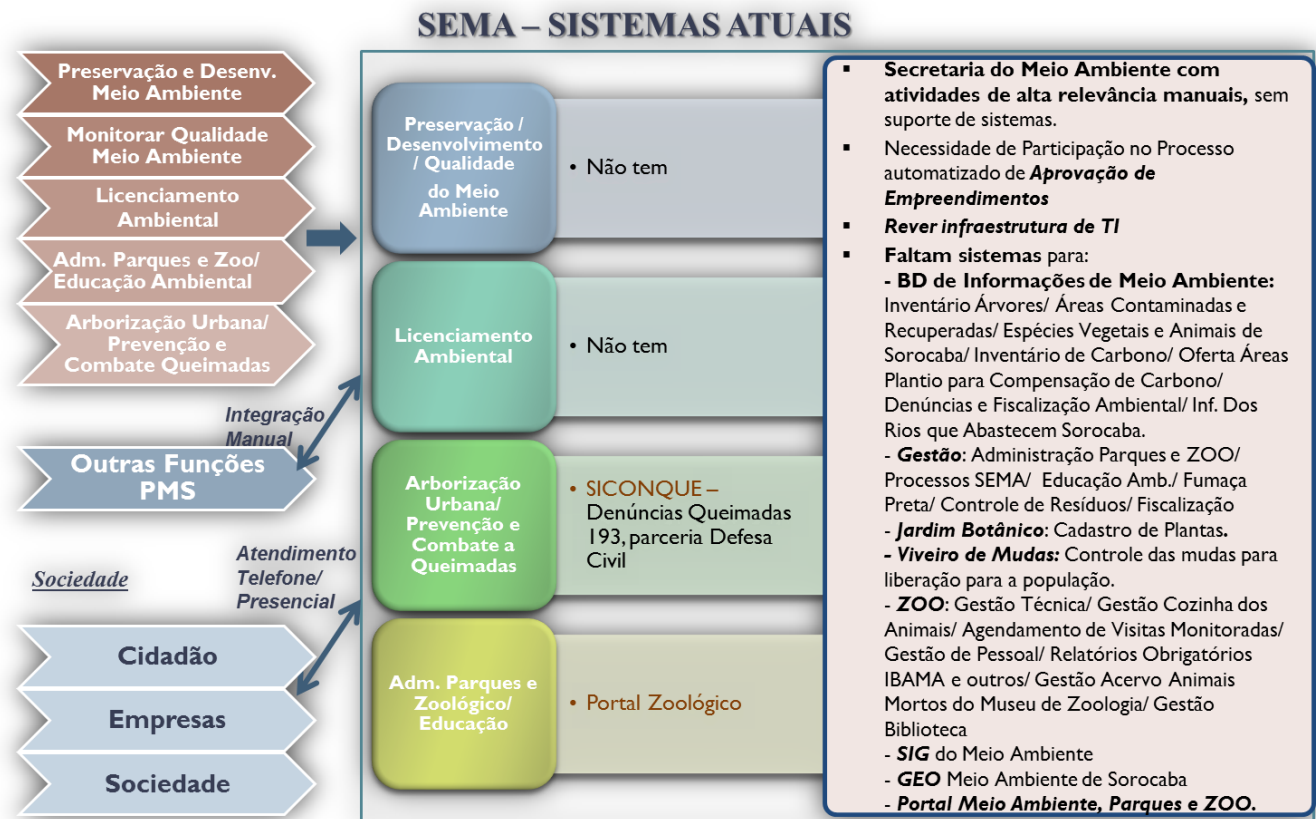 SEMA – SISTEMAS ATUAIS
Preservação e Desenv.
Meio Ambiente
Monitorar Qualidade
Meio Ambiente
Licenciamento
Ambiental
Adm. Parques e Zoo/
Educação Ambiental
Arborização Urbana/
Prevenção e
Combate Queimadas
Integração
Manual
Outras Funções
PMS
Atendimento
Telefone/
Presencial
Sociedade
Cidadão
Empresas
Sociedade
Preservação /
Desenvolvimento
/ Qualidade
do Meio
Ambiente
• Não tem
Licenciamento
Ambiental
• Não tem
Arborização
Urbana/
Prevenção e
Combate a
Queimadas
• SICONQUE –
Denúncias Queimadas
193, parceria Defesa
Civil
Adm. Parques e
Zoológico/
Educação
• Portal Zoológico
▪ Secretaria do Meio Ambiente com
atividades de alta relevância manuais, sem
suporte de sistemas.
▪ Necessidade de Participação no Processo
automatizado de Aprovação de
Empreendimentos
▪ Rever infraestrutura de TI
▪ Faltam sistemas para:
- BD de Informações de Meio Ambiente:
Inventário Árvores/ Áreas Contaminadas e
Recuperadas/ Espécies Vegetais e Animais de
Sorocaba/ Inventário de Carbono/ Oferta Áreas
Plantio para Compensação de Carbono/
Denúncias e Fiscalização Ambiental/ Inf. Dos
Rios que Abastecem Sorocaba.
- Gestão: Administração Parques e ZOO/
Processos SEMA/ Educação Amb./ Fumaça
Preta/ Controle de Resíduos/ Fiscalização
- Jardim Botânico: Cadastro de Plantas.
- Viveiro de Mudas: Controle das mudas para
liberação para a população.
- ZOO: Gestão Técnica/ Gestão Cozinha dos
Animais/ Agendamento de Visitas Monitoradas/
Gestão de Pessoal/ Relatórios Obrigatórios
IBAMA e outros/ Gestão Acervo Animais
Mortos do Museu de Zoologia/ Gestão
Biblioteca
- SIG do Meio Ambiente
- GEO Meio Ambiente de Sorocaba
- Portal Meio Ambiente, Parques e ZOO.